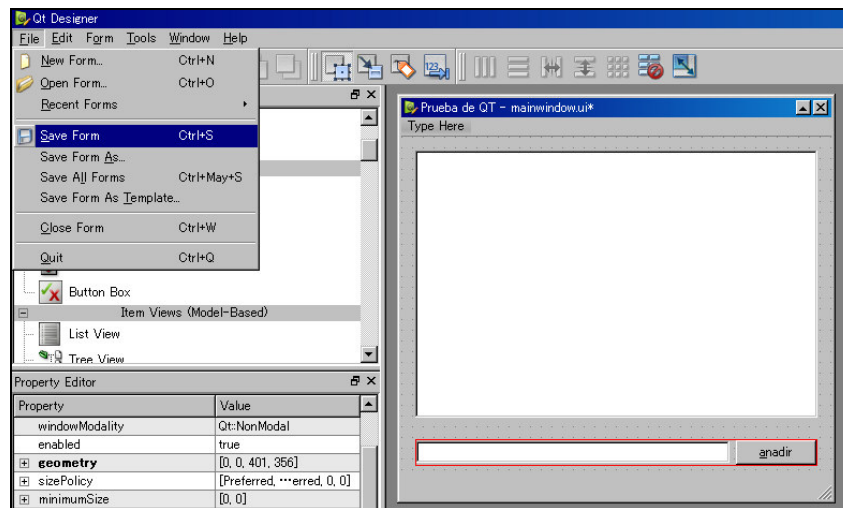 Qt Designer
File Edit Form Tools Window Help
New Form... Ctrl+N
Open Form... Ctrl+O
Recent Forms
Save Form Ctrl+S
Save Form As...
Save All Forms Ctrl+May+S
Save Form As Template...
Close Form Ctrl+W
Quit Ctrl+Q
123
Button Box
Item Views (Model-Based)
List View
Tree View
Property Editor
Property Value
windowModality Qt::NonModal
enabled true
geometry [0, 0, 401, 356]
sizePolicy [Preferred, ···erred, 0, 0]
minimumSize [0, 0]
Prueba de QT - mainwindow.ui*
Type Here
anadir